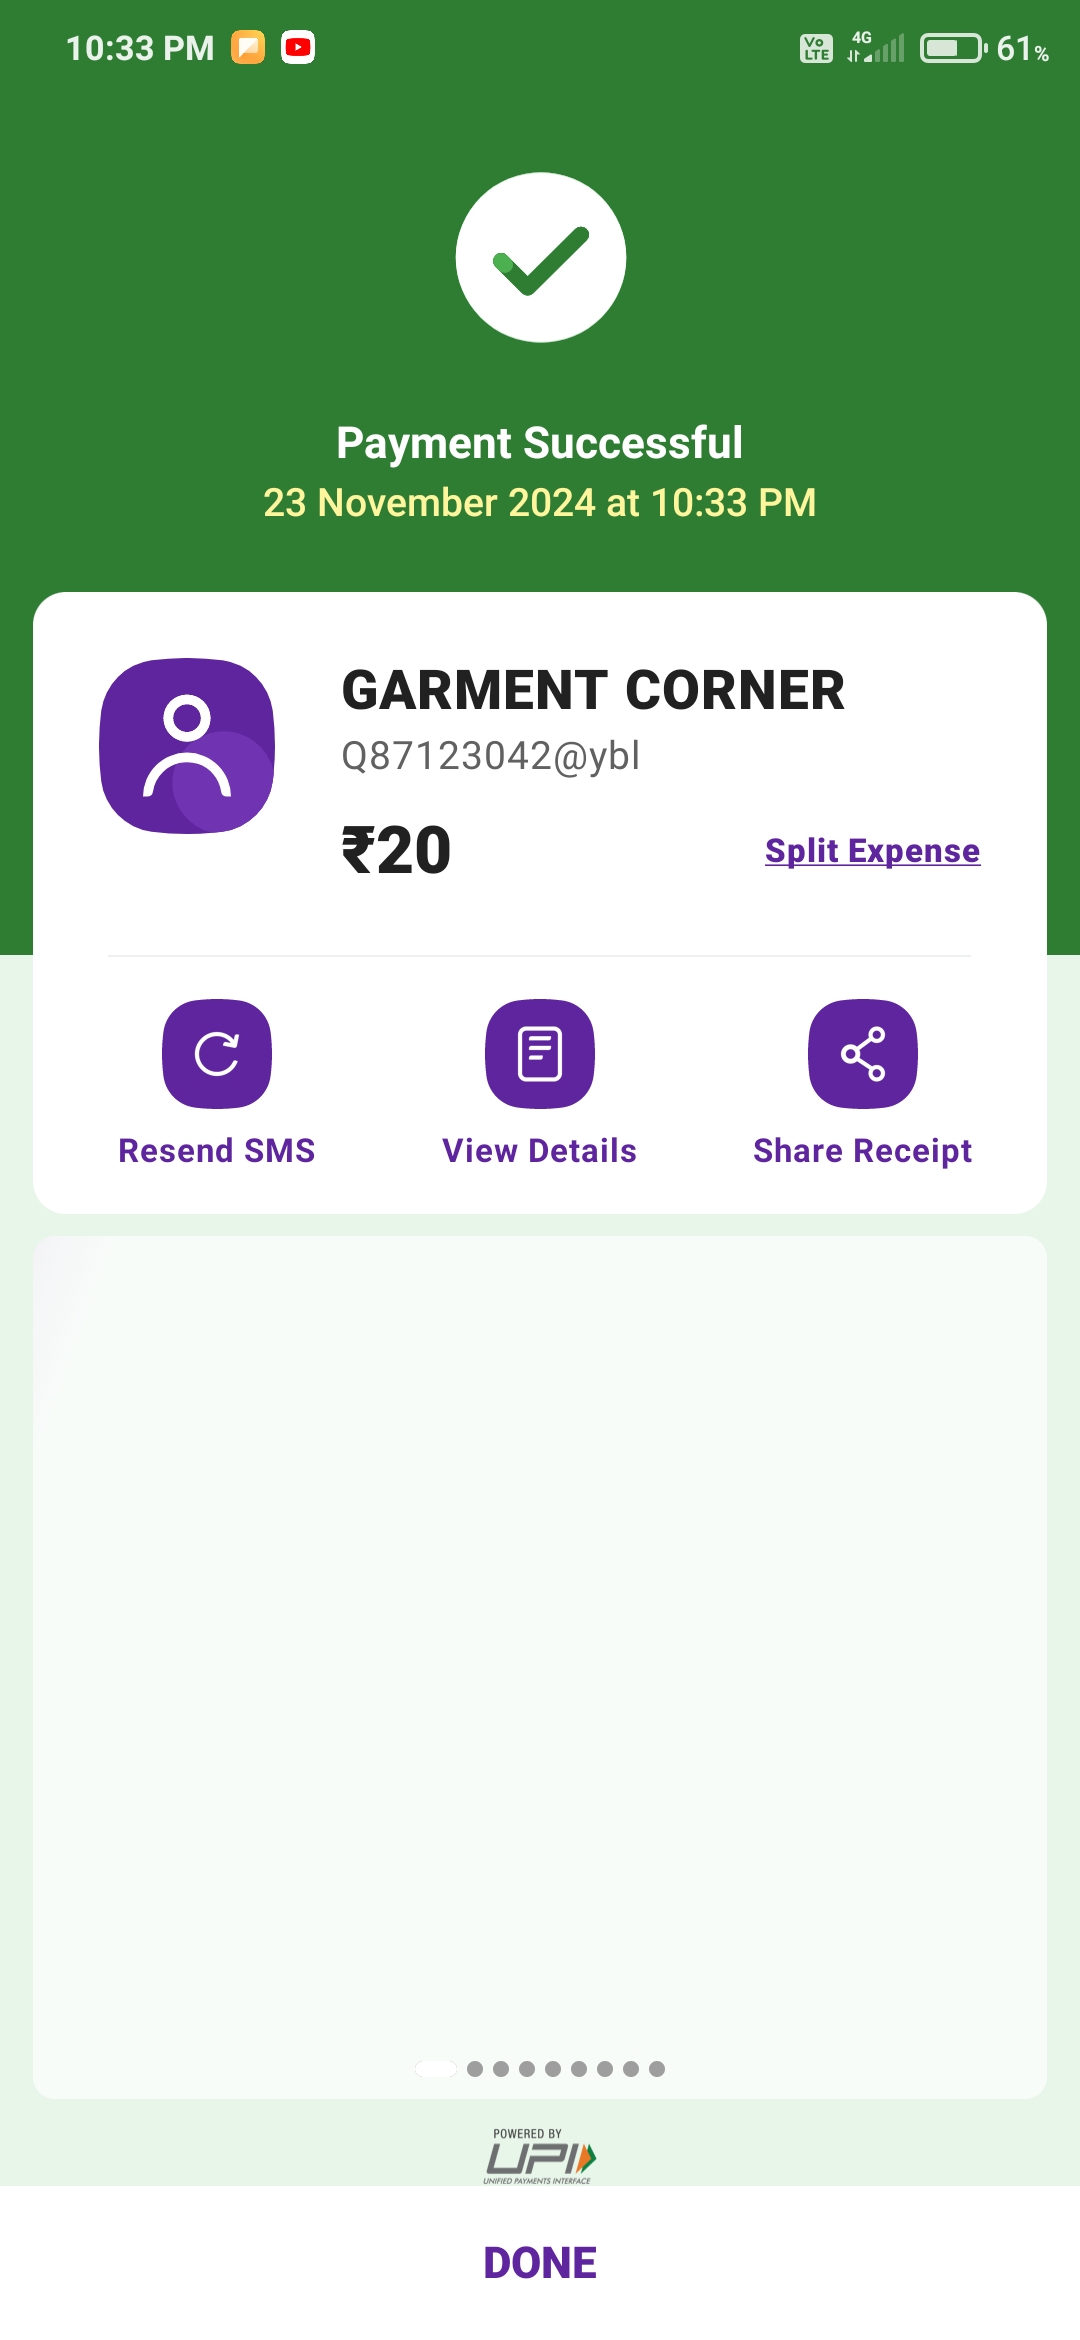 10:33 PM
Vo
LTE
4G
61%
Payment Successful
23 November 2024 at 10:33 PM
GARMENT CORNER
Q87123042@ybl
₹20
Split Expense
Resend SMS
View Details
Share Receipt
POWERED BY
UPI
UNIFIED PAYMENTS INTERFACE
DONE